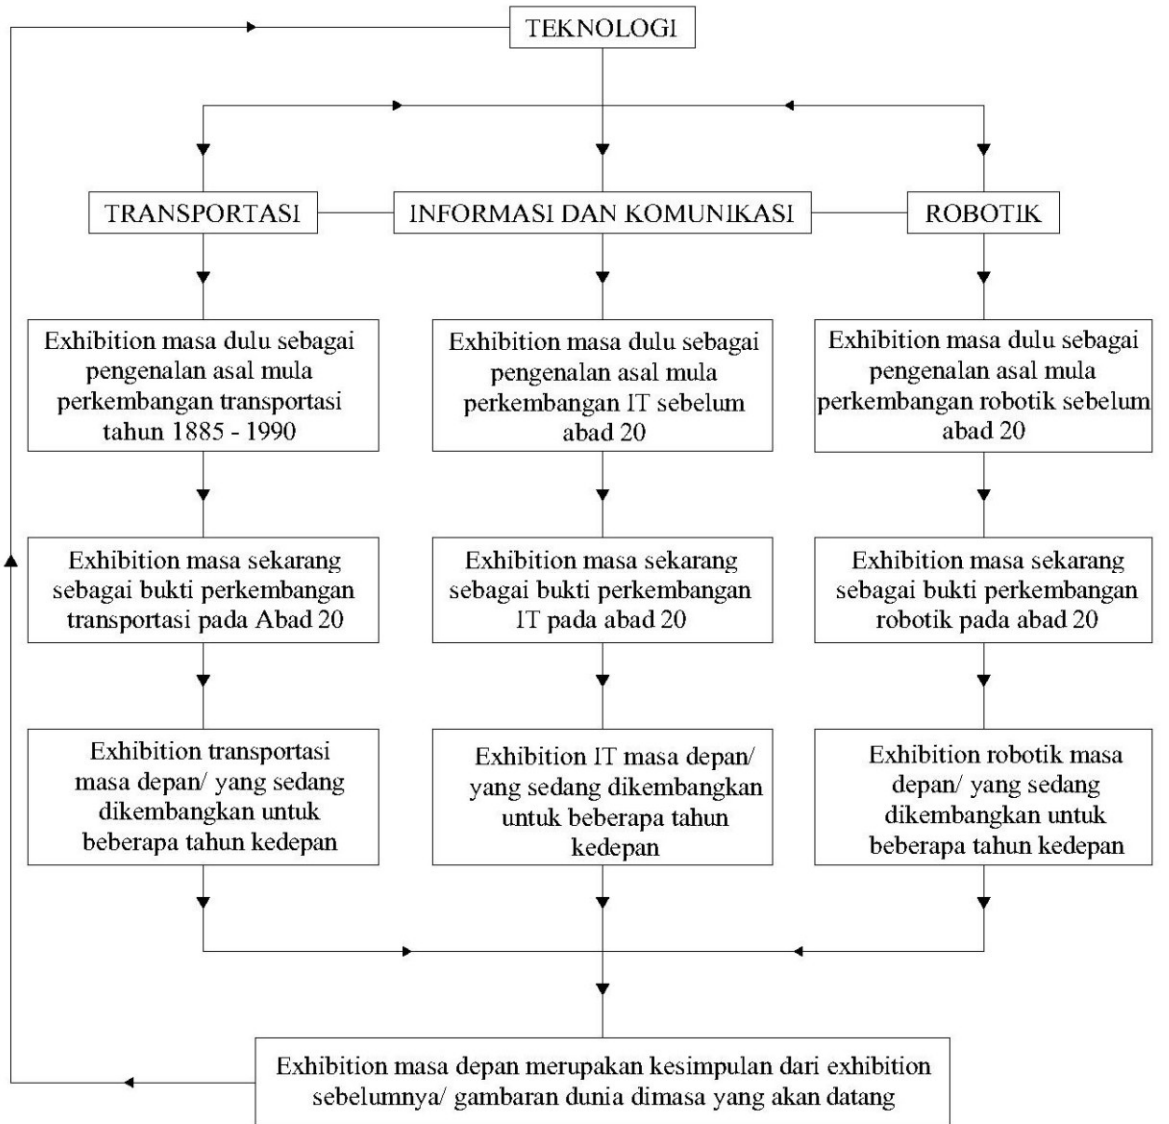 TEKNOLOGI
TRANSPORTASI
INFORMASI DAN KOMUNIKASI
ROBOTIK
Exhibition masa dulu sebagai
pengenalan asal mula
perkembangan transportasi
tahun 1885 - 1990
Exhibition masa dulu sebagai
pengenalan asal mula
perkembangan IT sebelum
abad 20
Exhibition masa dulu sebagai
pengenalan asal mula
perkembangan robotik sebelum
abad 20
Exhibition masa sekarang
sebagai bukti perkembangan
transportasi pada Abad 20
Exhibition masa sekarang
sebagai bukti perkembangan
IT pada abad 20
Exhibition masa sekarang
sebagai bukti perkembangan
robotik pada abad 20
Exhibition transportasi
masa depan/ yang sedang
dikembangkan untuk
beberapa tahun kedepan
Exhibition IT masa depan/
yang sedang dikembangkan
untuk beberapa tahun
kedepan
Exhibition robotik masa
depan/ yang sedang
dikembangkan untuk
beberapa tahun kedepan
Exhibition masa depan merupakan kesimpulan dari exhibition
sebelumnya/ gambaran dunia dimasa yang akan datang